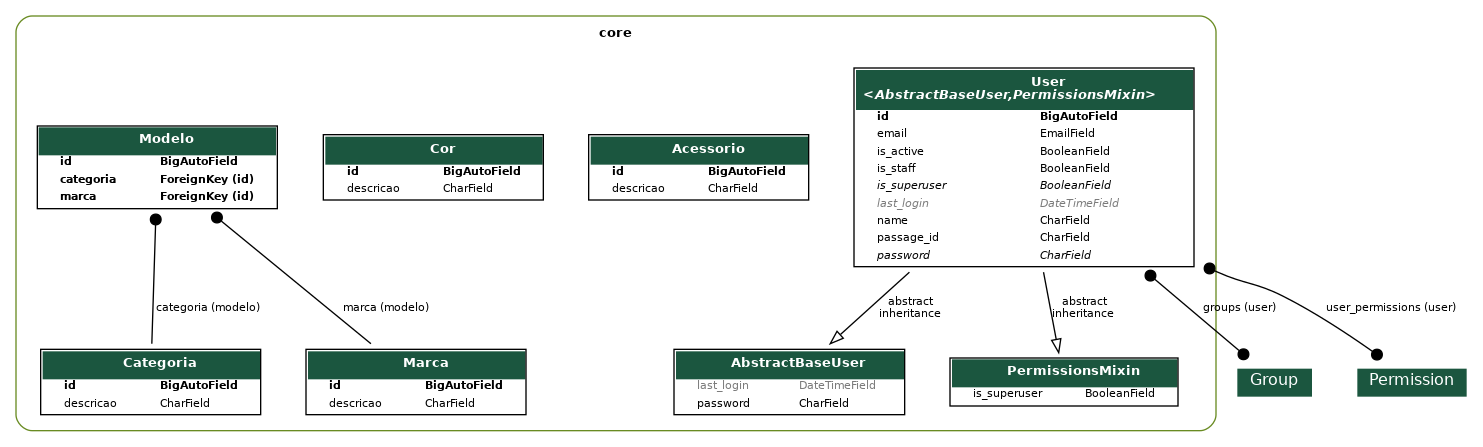 core
Modelo
id BigAutoField
categoria ForeignKey (id)
marca ForeignKey (id)
Cor
id BigAutoField
descricao CharField
Acessorio
id BigAutoField
descricao CharField
User
<AbstractBaseUser,PermissionsMixin>
id BigAutoField
email EmailField
is_active BooleanField
is_staff BooleanField
is_superuser BooleanField
last_login DateTimeField
name CharField
passage_id CharField
password CharField
categoria (modelo)
marca (modelo)
abstract
inheritance
abstract
inheritance
groups (user)
user_permissions (user)
Categoria
id BigAutoField
descricao CharField
Marca
id BigAutoField
descricao CharField
AbstractBaseUser
last_login DateTimeField
password CharField
PermissionsMixin
is_superuser BooleanField
Group
Permission